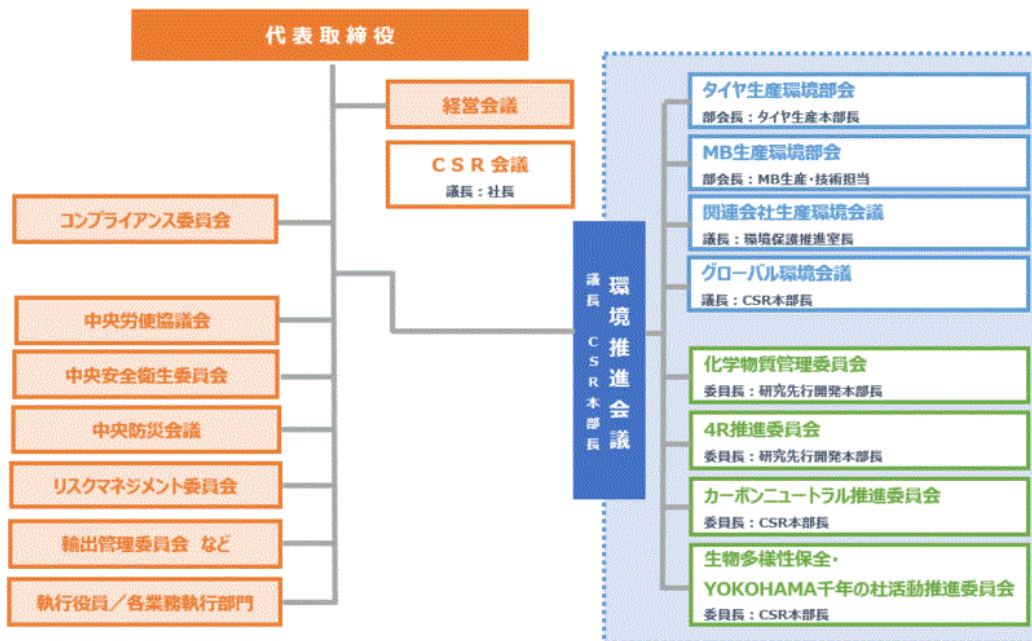 代表取締役
経営会議
CSR会議
議長：社長
コンプライアンス委員会
中央労使協議会
中央安全衛生委員会
中央防災会議
リスクマネジメント委員会
輸出管理委員会 など
執行役員／各業務執行部門
環境推進会議
議長 CSR本部長
タイヤ生産環境部会
部会長：タイヤ生産本部長
MB生産環境部会
部会長：MB生産・技術担当
関連会社生産環境会議
議長：環境保護推進室長
グローバル環境会議
議長：CSR本部長
化学物質管理委員会
委員長：研究先行開発本部長
4R推進委員会
委員長：研究先行開発本部長
カーボンニュートラル推進委員会
委員長：CSR本部長
生物多様性保全・
YOKOHAMA千年の杜活動推進委員会
委員長：CSR本部長